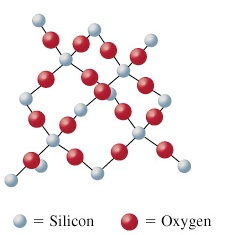 = Silicon = Oxygen